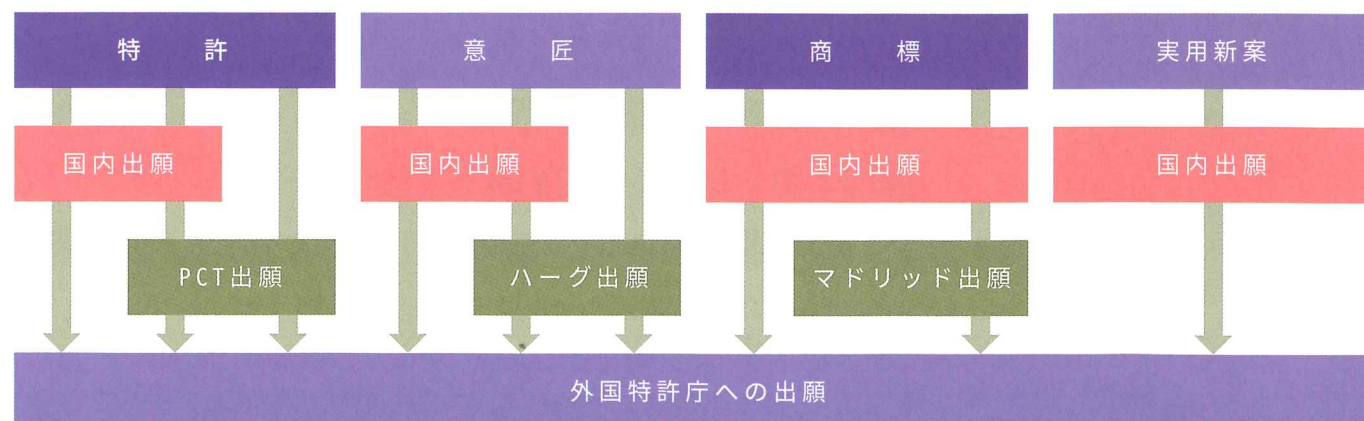 特許
意匠
商標
実用新案
国内出願
国内出願
国内出願
国内出願
PCT出願
ハーグ出願
マドリッド出願
外国特許庁への出願